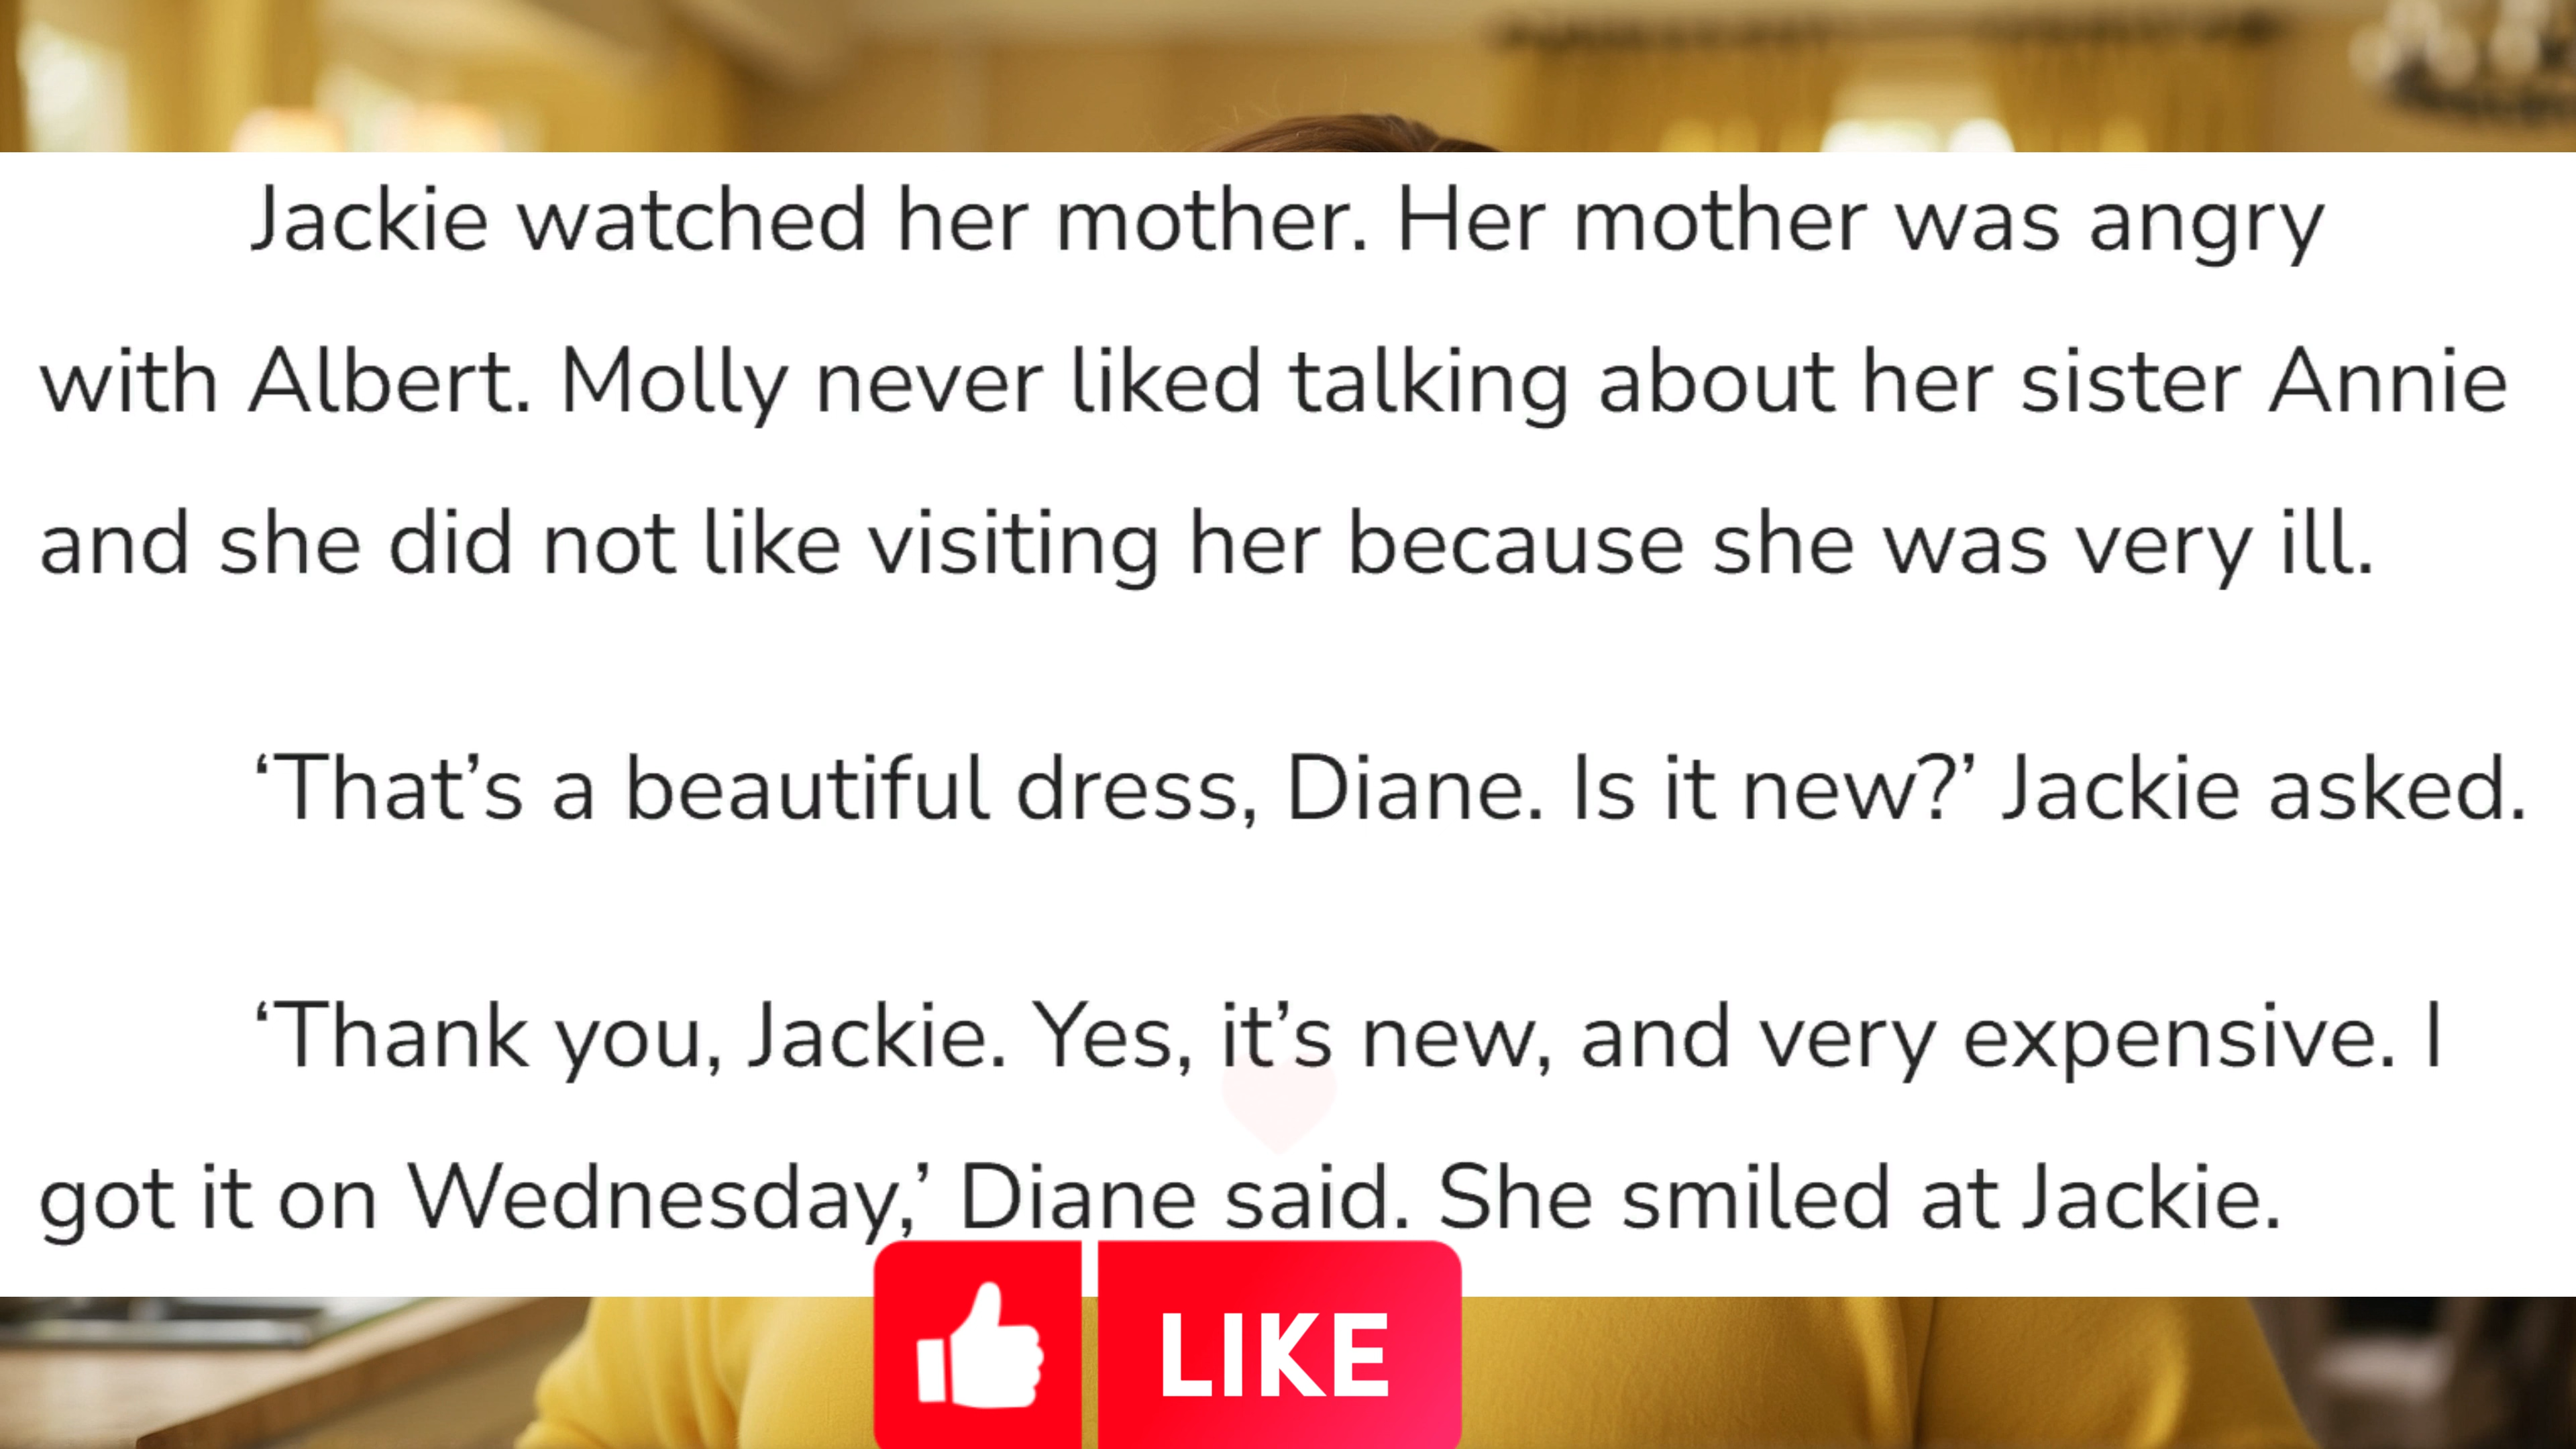 Jackie watched her mother. Her mother was angry
with Albert. Molly never liked talking about her sister Annie
and she did not like visiting her because she was very ill.
‘That’s a beautiful dress, Diane. Is it new?’ Jackie asked.
‘Thank you, Jackie. Yes, it’s new, and very expensive. I
got it on Wednesday,’ Diane said. She smiled at Jackie.
LIKE